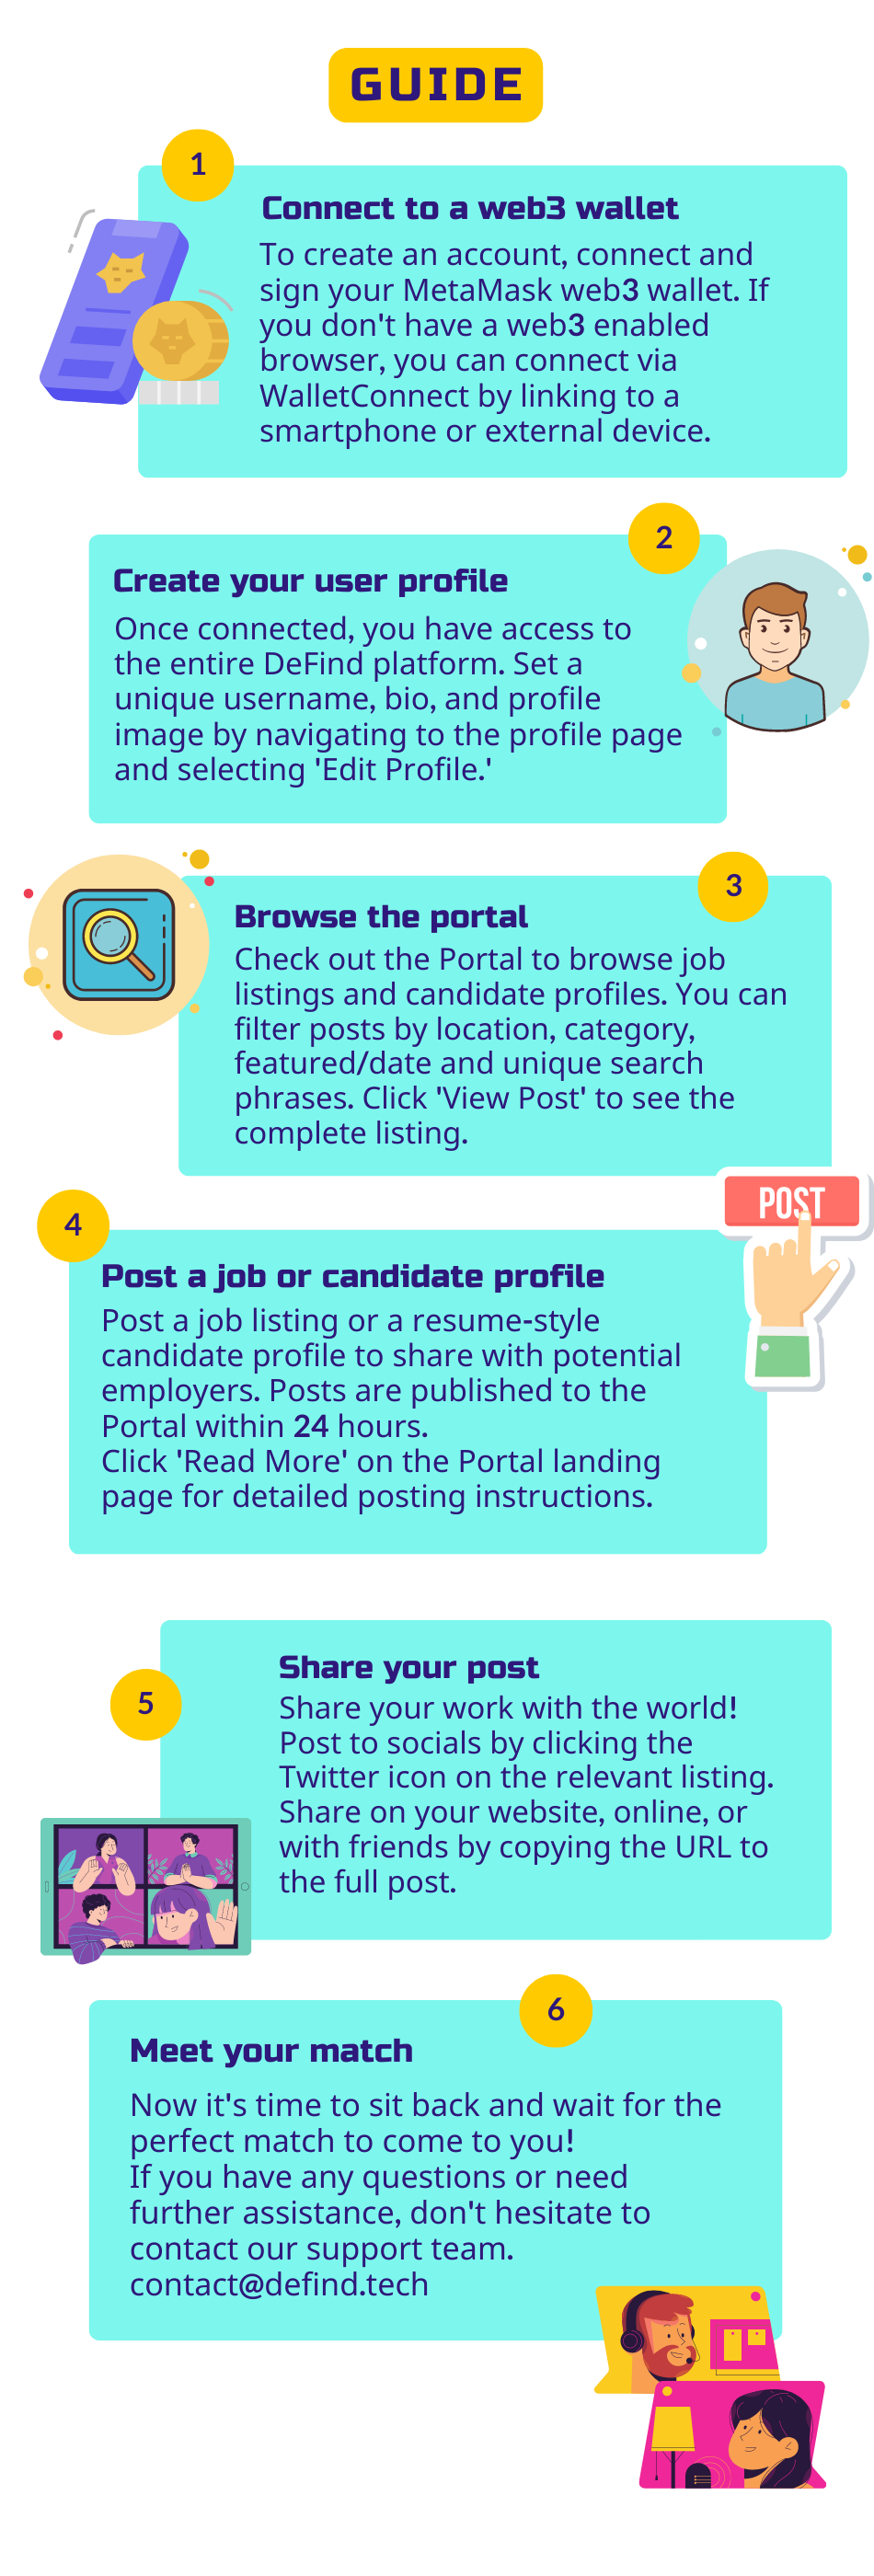 GUIDE
1
Connect to a web3 wallet
To create an account, connect and
sign your MetaMask web3 wallet. If
you don't have a web3 enabled
browser, you can connect via
WalletConnect by linking to a
smartphone or external device.
2
Create your user profile
Once connected, you have access to
the entire DeFind platform. Set a
unique username, bio, and profile
image by navigating to the profile page
and selecting 'Edit Profile.'
3
Browse the portal
Check out the Portal to browse job
listings and candidate profiles. You can
filter posts by location, category,
featured/date and unique search
phrases. Click 'View Post' to see the
complete listing.
POST
4
Post a job or candidate profile
Post a job listing or a resume-style
candidate profile to share with potential
employers. Posts are published to the
Portal within 24 hours.
Click 'Read More' on the Portal landing
page for detailed posting instructions.
5
Share your post
Share your work with the world!
Post to socials by clicking the
Twitter icon on the relevant listing.
Share on your website, online, or
with friends by copying the URL to
the full post.
6
Meet your match
Now it's time to sit back and wait for the
perfect match to come to you!
If you have any questions or need
further assistance, don't hesitate to
contact our support team.
contact@defind.tech